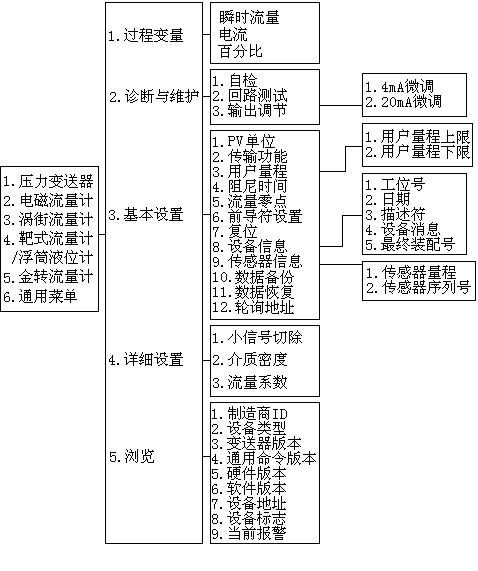 1.压力变送器
2.电磁流量计
3.涡街流量计
4.靶式流量计
/浮筒液位计
5.金转流量计
6.通用菜单
1.过程变量
2.诊断与维护
3.基本设置
4.详细设置
5.浏览
瞬时流量
电流
百分比
1.自检
2.回路测试
3.输出调节
1.PV单位
2.传输功能
3.用户量程
4.阻尼时间
5.流量零点
6.前导符设置
7.复位
8.设备信息
9.传感器信息
10.数据备份
11.数据恢复
12.轮询地址
1.小信号切除
2.介质密度
3.流量系数
1.制造商ID
2.设备类型
3.变送器版本
4.通用命令版本
5.硬件版本
6.软件版本
7.设备地址
8.设备标志
9.当前报警
1.4mA微调
2.20mA微调
1.用户量程上限
2.用户量程下限
1.工位号
2.日期
3.描述符
4.设备消息
5.最终装配号
1.传感器量程
2.传感器序列号